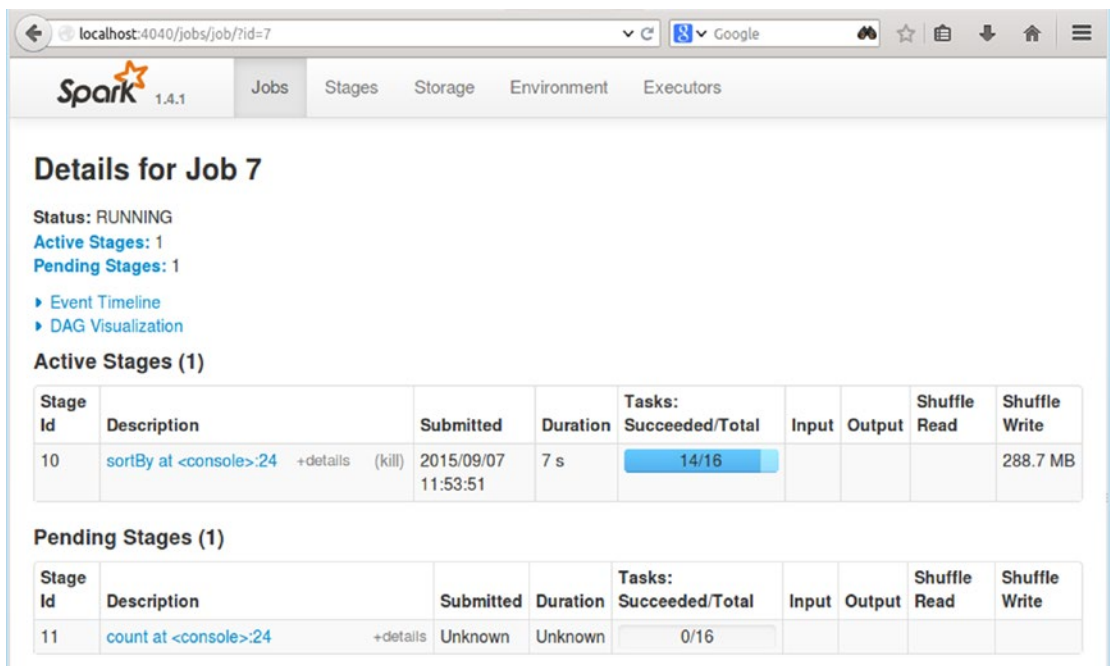 localhost:4040/jobs/job/?id=7 Google
Spark 1.4.1 Jobs Stages Storage Environment Executors
Details for Job 7
Status: RUNNING
Active Stages: 1
Pending Stages: 1
Event Timeline
DAG Visualization
Active Stages (1)
Stage Id Description Submitted Duration Tasks: Succeeded/Total Input Output Shuffle Read Shuffle Write
10 sortBy at <console>:24 +details (kill) 2015/09/07 11:53:51 7 s 14/16 288.7 MB
Pending Stages (1)
Stage Id Description Submitted Duration Tasks: Succeeded/Total Input Output Shuffle Read Shuffle Write
11 count at <console>:24 +details Unknown Unknown 0/16